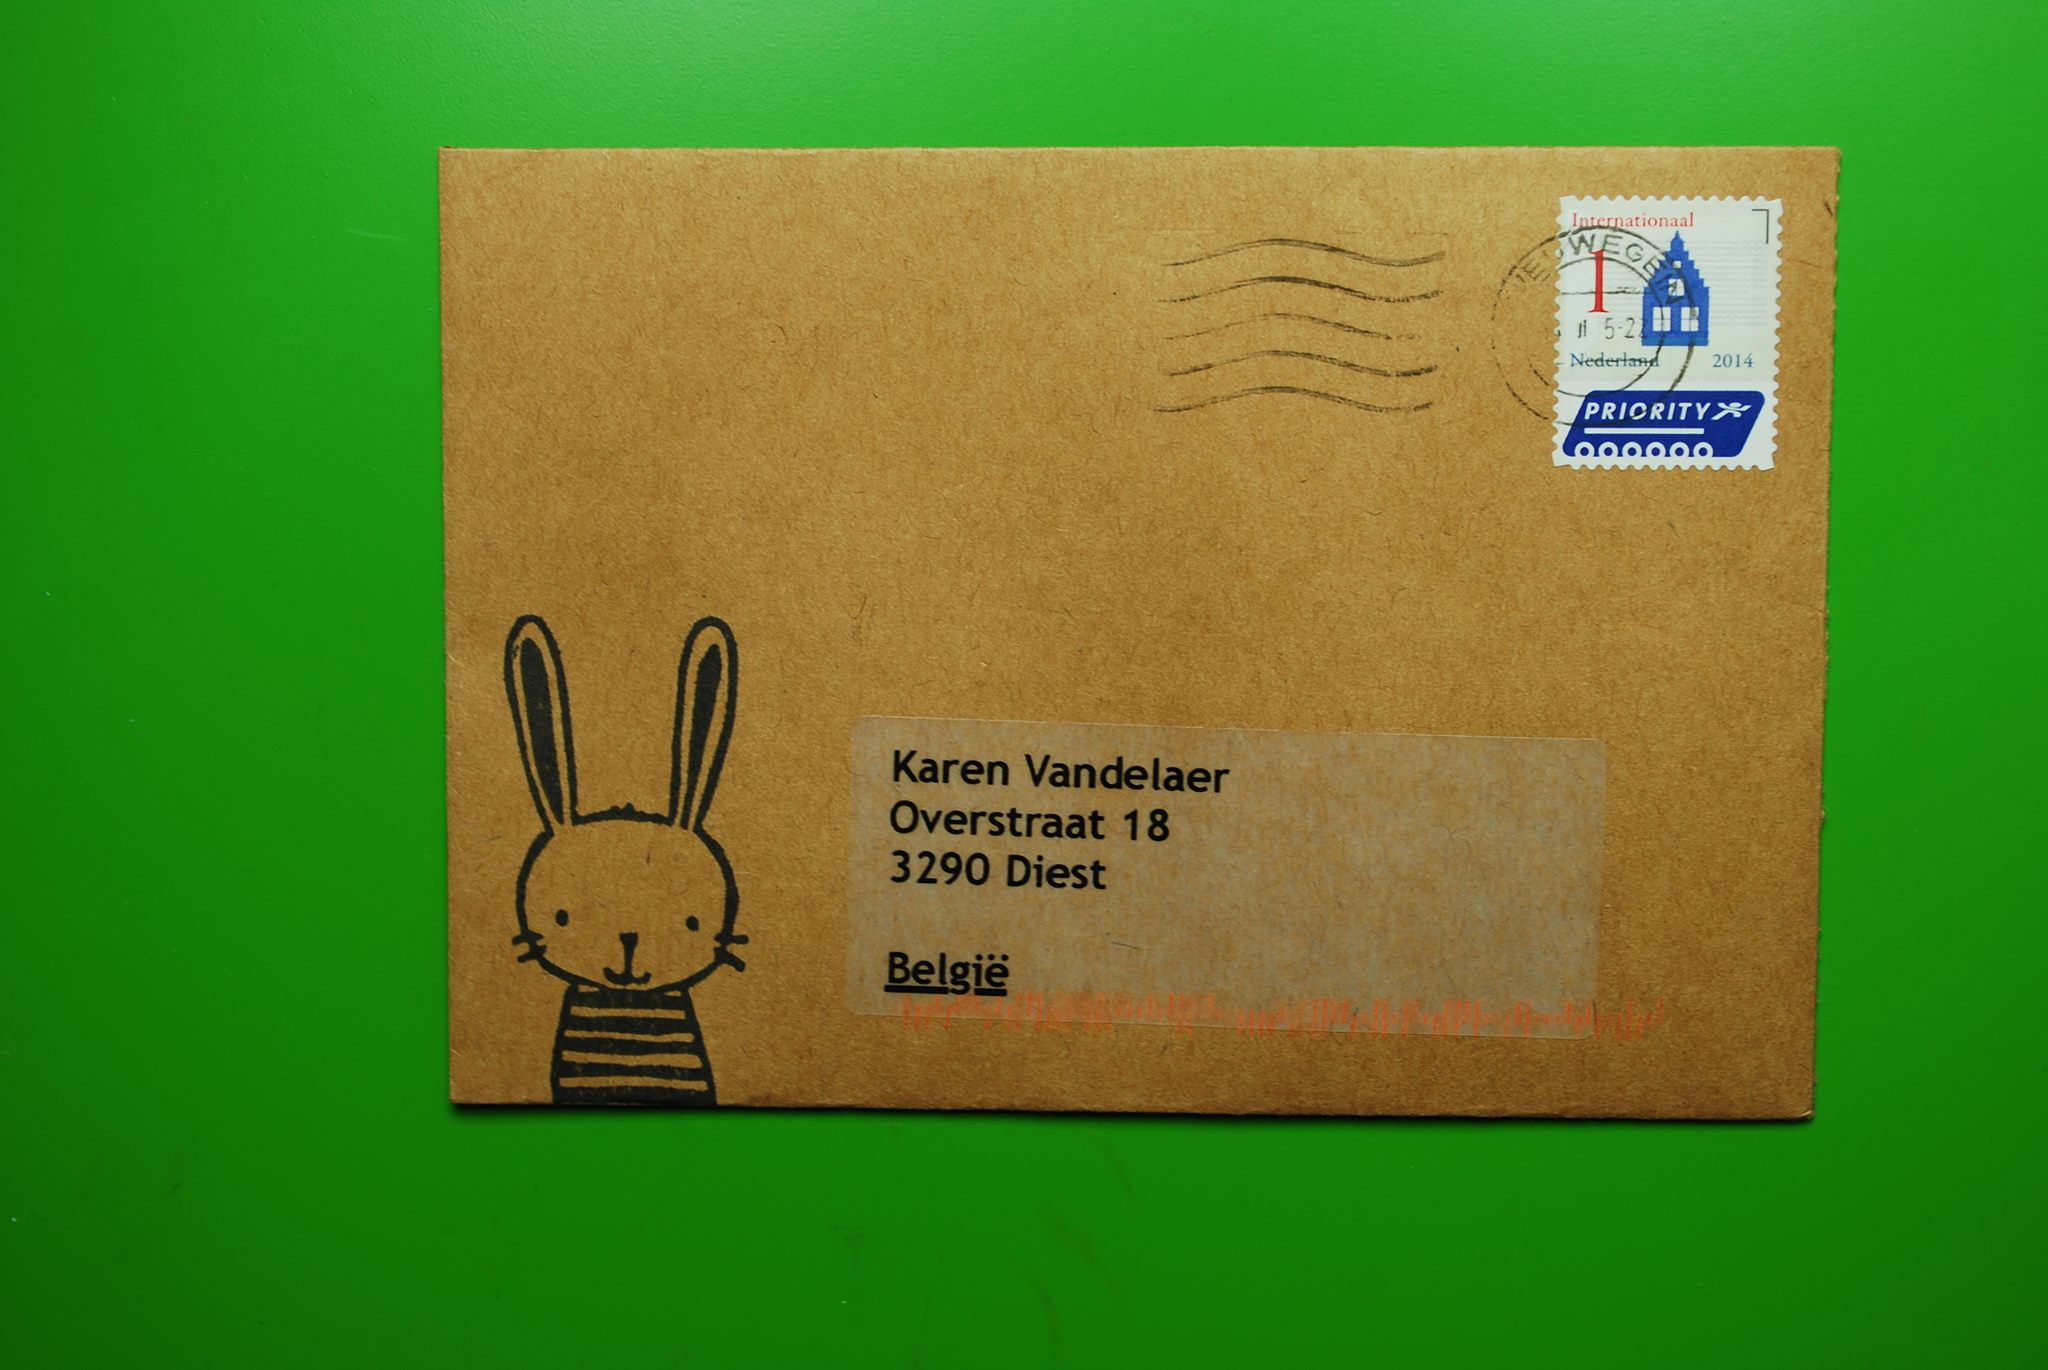 Internationaal
1
Nederland 2014
PRIORITY
Karen Vandelaer
Overstraat 18
3290 Diest
België